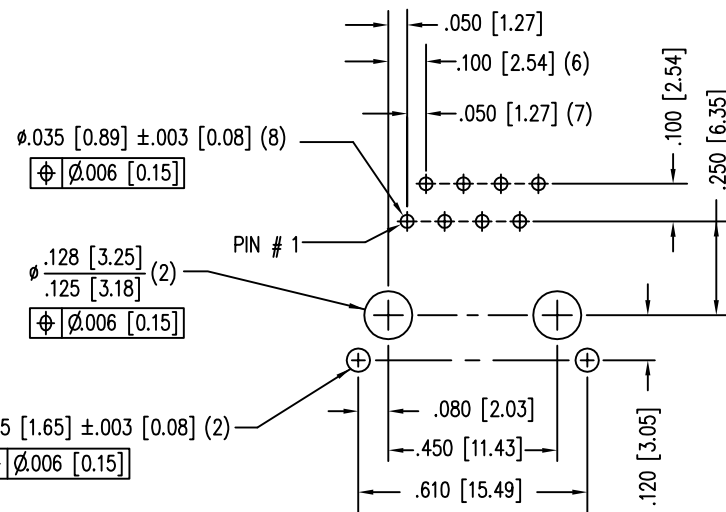 .050 [1.27]
.100 [2.54] (6)
.050 [1.27] (7)
.100 [2.54]
.250 [6.35]
⌀.035 [0.89] ±.003 [0.08] (8)
⌖ ⌀.006 [0.15]
PIN # 1
⌀ .128 [3.25] (2)
.125 [3.18]
⌖ ⌀.006 [0.15]
5 [1.65] ±.003 [0.08] (2)
⌀.006 [0.15]
.080 [2.03]
.450 [11.43]
.610 [15.49]
.120 [3.05]